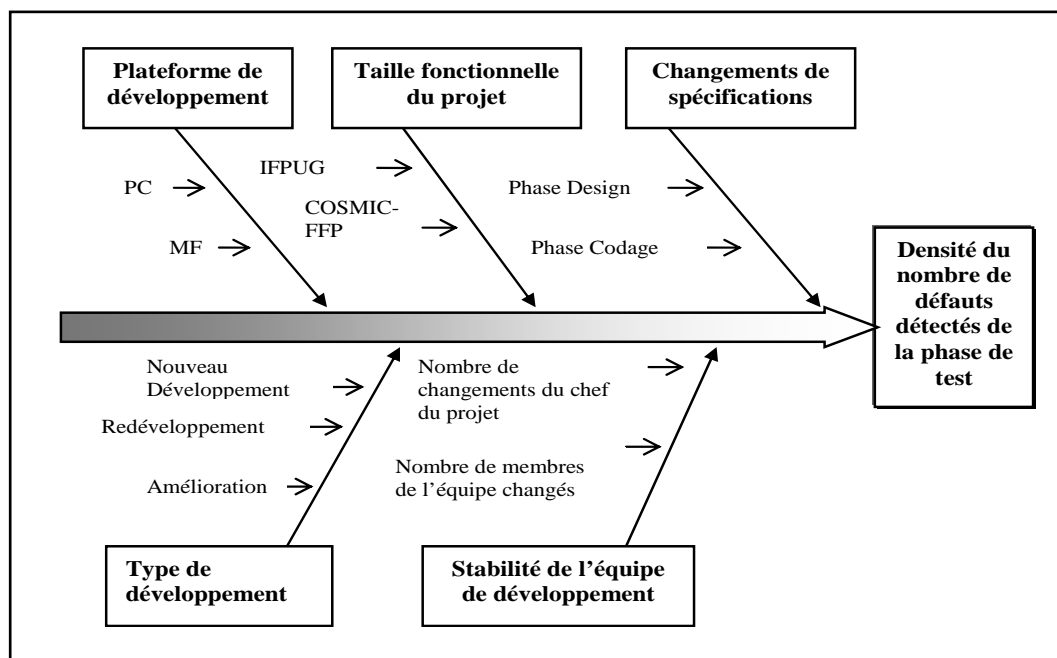 Plateforme de
développement
Taille fonctionnelle
du projet
Changements de
spécifications
IFPUG
PC
COSMIC-
FFP
MF
Phase Design
Phase Codage
Densité du
nombre de
défauts
détectés de
la phase de
test
Nouveau
Développement
Redéveloppement
Amélioration
Nombre de
changements du chef
du projet
Nombre de membres
de l’équipe changés
Type de
développement
Stabilité de l’équipe
de développement